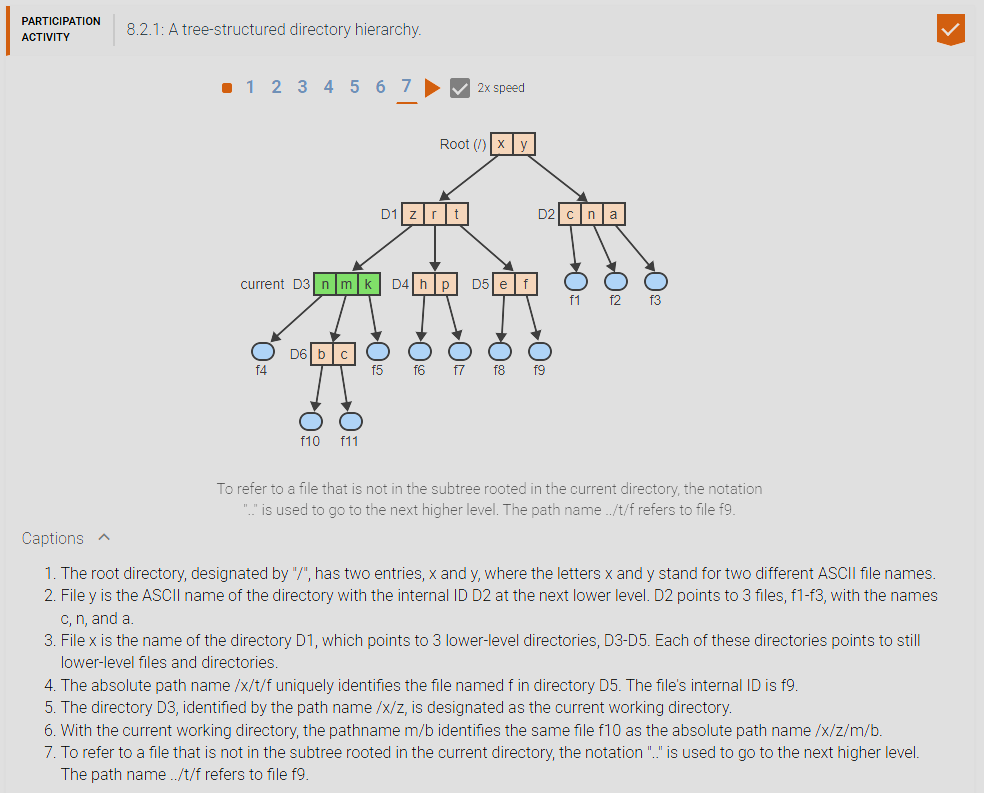 PARTICIPATION
ACTIVITY
8.2.1: A tree-structured directory hierarchy.
1 2 3 4 5 6 7 2x speed
Root (/) x y
D1 z r t D2 c n a
current D3 n m k D4 h p D5 e f
f1 f2 f3
D6 b c
f4 f5 f6 f7 f8 f9
f10 f11
To refer to a file that is not in the subtree rooted in the current directory, the notation
".." is used to go to the next higher level. The path name ../t/f refers to file f9.
Captions
1. The root directory, designated by "/", has two entries, x and y, where the letters x and y stand for two different ASCII file names.
2. File y is the ASCII name of the directory with the internal ID D2 at the next lower level. D2 points to 3 files, f1-f3, with the names
c, n, and a.
3. File x is the name of the directory D1, which points to 3 lower-level directories, D3-D5. Each of these directories points to still
lower-level files and directories.
4. The absolute path name /x/t/f uniquely identifies the file named f in directory D5. The file's internal ID is f9.
5. The directory D3, identified by the path name /x/z, is designated as the current working directory.
6. With the current working directory, the pathname m/b identifies the same file f10 as the absolute path name /x/z/m/b.
7. To refer to a file that is not in the subtree rooted in the current directory, the notation ".." is used to go to the next higher level.
The path name ../t/f refers to file f9.